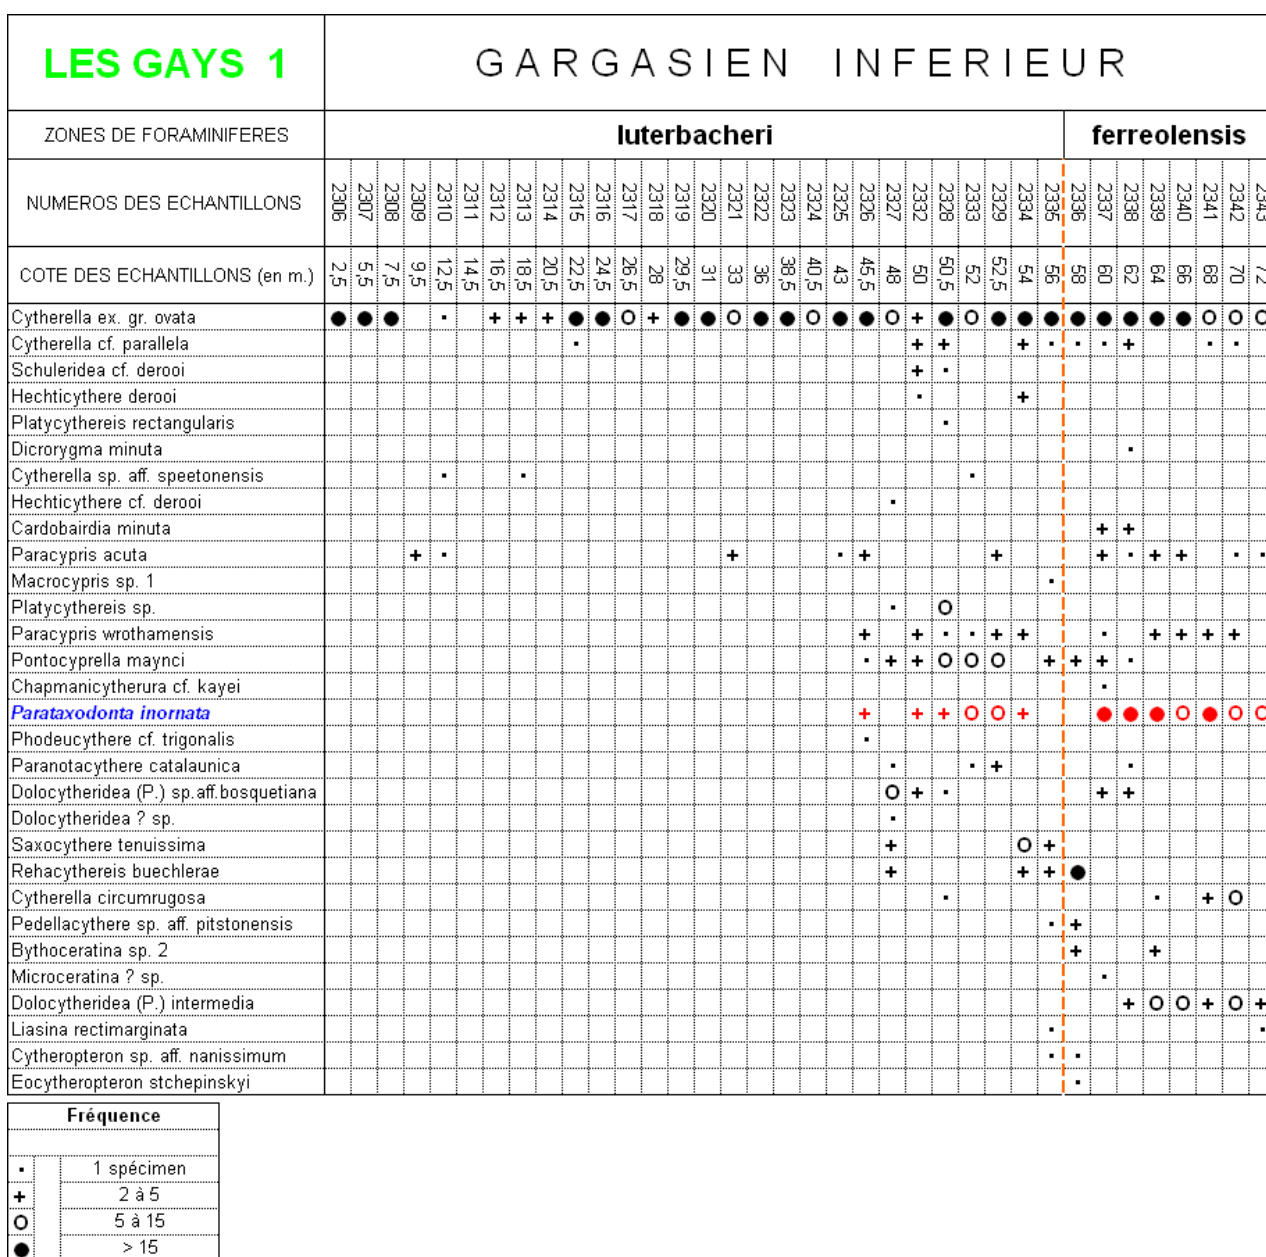 LES GAYS 1
GARGASIEN INFERIEUR
ZONES DE FORAMINIFERES
luterbacheri
ferreolensis
NUMEROS DES ECHANTILLONS
2306 2307 2308 2309 2310 2311 2312 2313 2314 2315 2316 2317 2318 2319 2320 2321 2322 2323 2324 2325 2326 2327 2332 2328 2333 2329 2334 2335 2336 2337 2338 2339 2340 2341 2342 2343
COTE DES ECHANTILLONS (en m.)
2,5 5,5 7,5 9,5 12,5 14,5 16,5 18,5 20,5 22,5 24,5 26,5 28 29,5 31 33 36 38,5 40,5 43 45,5 48 50 50,5 52 52,5 54 56 58 60 62 64 66 68 70 72
Cytherella ex. gr. ovata
Cytherella cf. parallela
Schuleridea cf. derooi
Hechticythere derooi
Platycythereis rectangularis
Dicrorygma minuta
Cytherella sp. aff. speetonensis
Hechticythere cf. derooi
Cardobairdia minuta
Paracypris acuta
Macrocypris sp. 1
Platycythereis sp.
Paracypris wrothamensis
Pontocyprella maynci
Chapmanicytherura cf. kayei
Parataxodonta inornata
Phodeucythere cf. trigonalis
Paranotacythere catalaunica
Dolocytheridea (P.) sp.aff.bosquetiana
Dolocytheridea ? sp.
Saxocythere tenuissima
Rehacythereis buechlerae
Cytherella circumrugosa
Pedellacythere sp. aff. pitstonensis
Bythoceratina sp. 2
Microceratina ? sp.
Dolocytheridea (P.) intermedia
Liasina rectimarginata
Cytheropteron sp. aff. nanissimum
Eocytheropteron stchepinskyi
Fréquence
1 spécimen
2 à 5
5 à 15
> 15